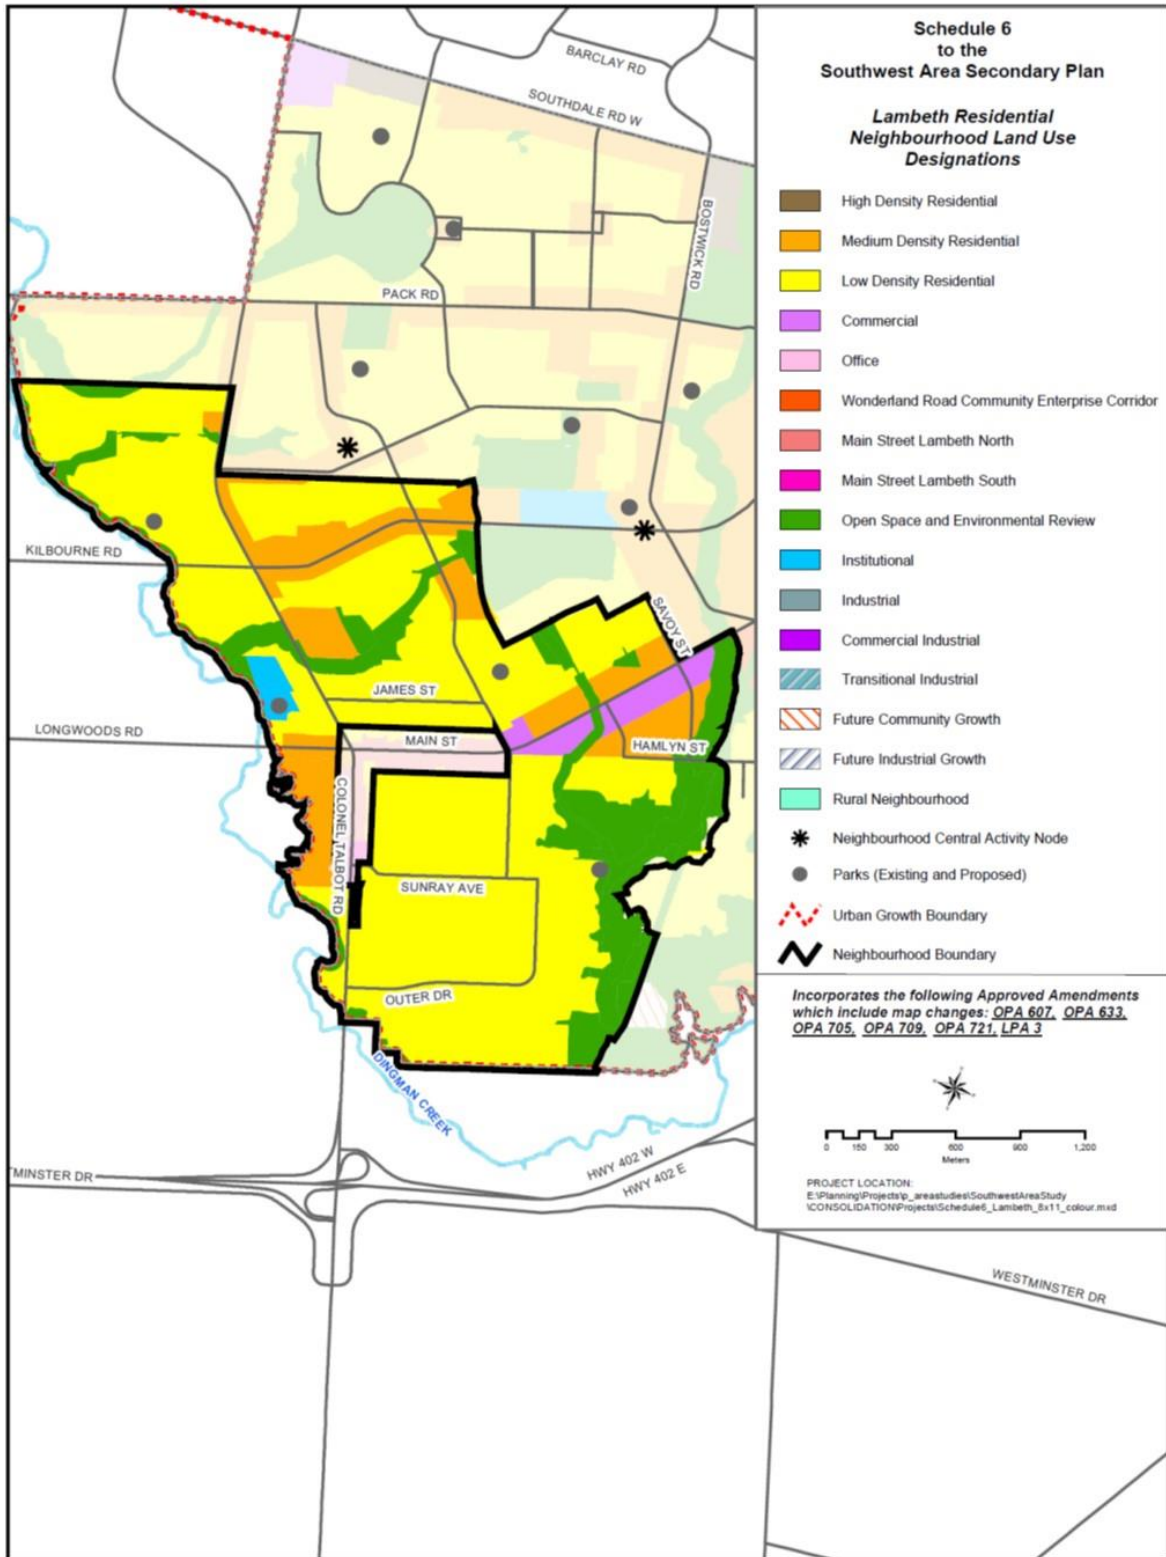 Schedule 6
to the
Southwest Area Secondary Plan
Lambeth Residential
Neighbourhood Land Use
Designations
High Density Residential
Medium Density Residential
Low Density Residential
Commercial
Office
Wonderland Road Community Enterprise Corridor
Main Street Lambeth North
Main Street Lambeth South
Open Space and Environmental Review
Institutional
Industrial
Commercial Industrial
Transitional Industrial
Future Community Growth
Future Industrial Growth
Rural Neighbourhood
Neighbourhood Central Activity Node
Parks (Existing and Proposed)
Urban Growth Boundary
Neighbourhood Boundary
Incorporates the following Approved Amendments
which include map changes: OPA 607, OPA 633,
OPA 705, OPA 709, OPA 721, LPA 3
0 150 300 600 900 1,200
Meters
PROJECT LOCATION:
E:\Planning\Projects\p_areastudies\SouthwestAreaStudy
\CONSOLIDATION\Projects\Schedule6_Lambeth_8x11_colour.mxd
BARCLAY RD
SOUTHDALE RD W
BOSTWICK RD
PACK RD
KILBOURNE RD
SAVOY ST
JAMES ST
LONGWOODS RD
MAIN ST
HAMLYN ST
COLONEL TALBOT RD
SUNRAY AVE
OUTER DR
DINGMAN CREEK
HWY 402 W
HWY 402 E
TMINSTER DR
WESTMINSTER DR